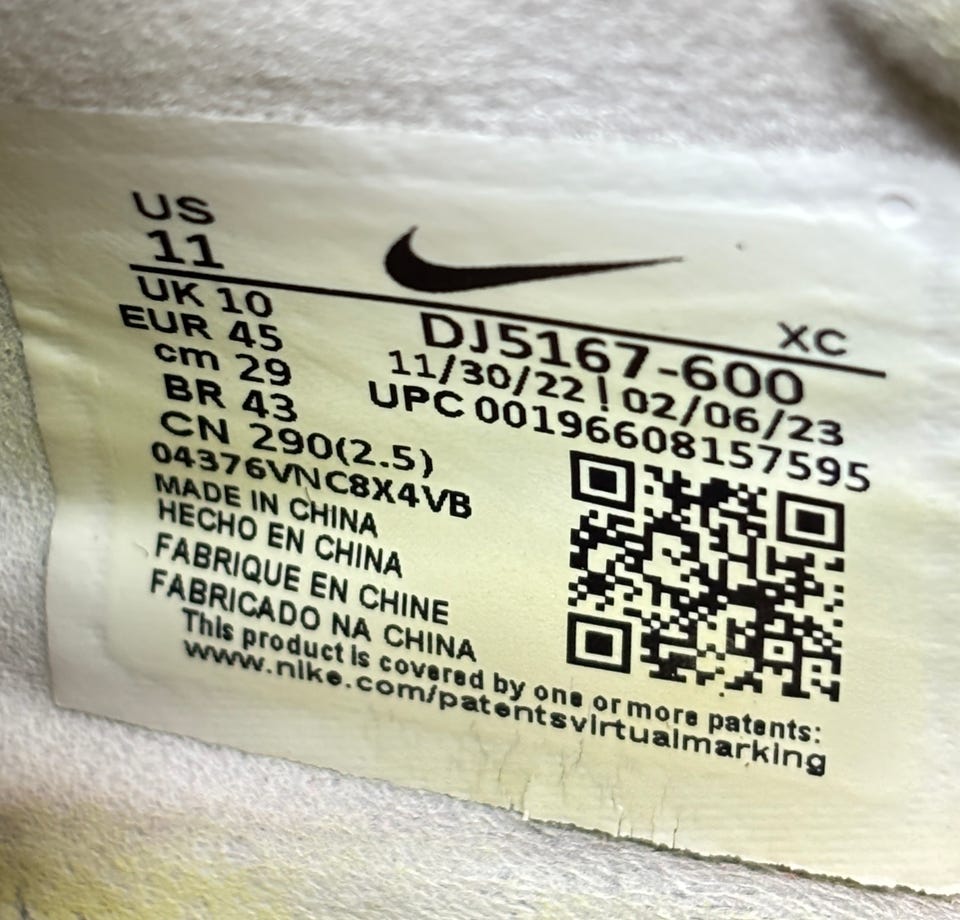 US
11
XC
UK 10
EUR 45
cm 29
BR 43
CN 290(2.5)
DJ5167-600
11/30/22 | 02/06/23
UPC 00196608157595
04376VNC8X4VB
MADE IN CHINA
HECHO EN CHINA
FABRIQUE EN CHINE
FABRICADO NA CHINA
This product is covered by one or more patents:
www.nike.com/patentsvirtualmarking